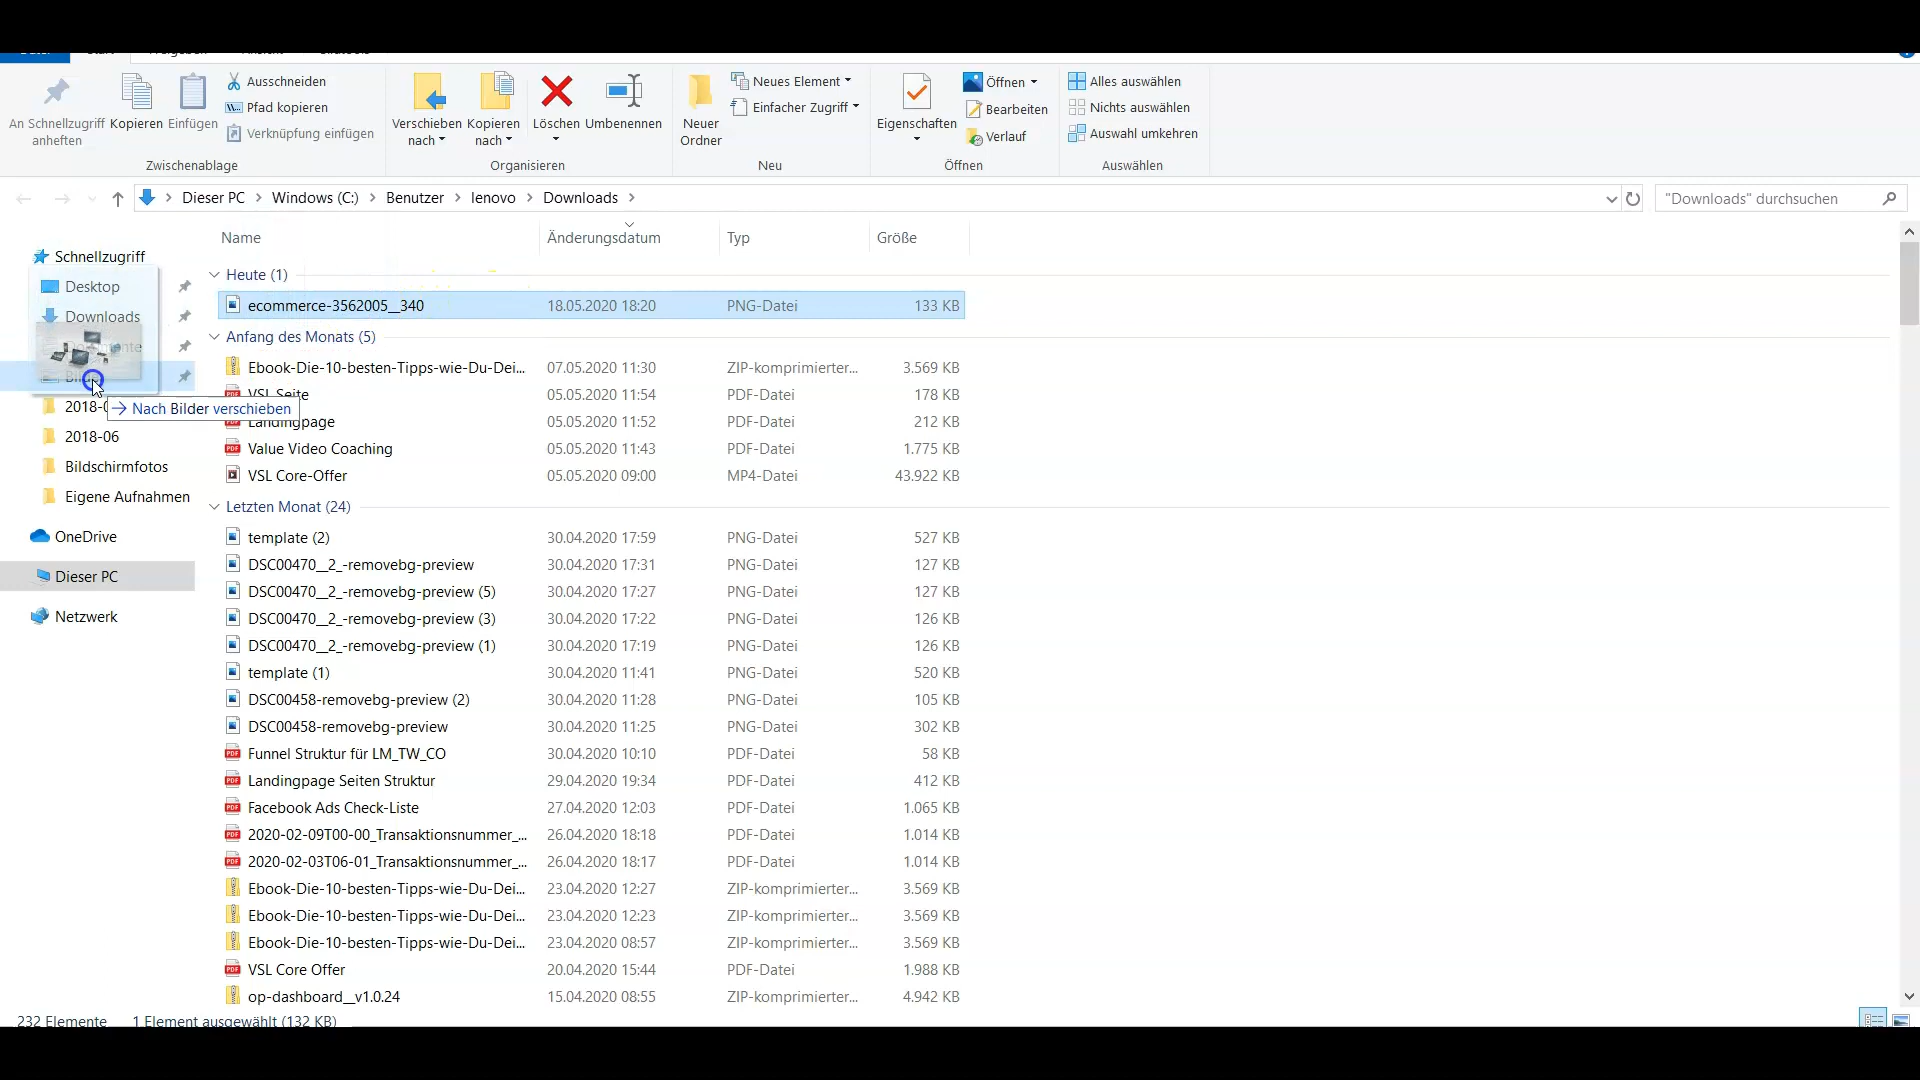 An Schnellzugriff
anheften
Kopieren
Einfügen
Ausschneiden
Pfad kopieren
Verknüpfung einfügen
Zwischenablage
Verschieben
nach
Kopieren
nach
Löschen
Umbenennen
Organisieren
Neuer
Ordner
Neues Element
Einfacher Zugriff
Neu
Eigenschaften
Öffnen
Bearbeiten
Verlauf
Öffnen
Alles auswählen
Nichts auswählen
Auswahl umkehren
Auswählen
Dieser PC > Windows (C:) > Benutzer > lenovo > Downloads >
"Downloads" durchsuchen
Name Änderungsdatum Typ Größe
Schnellzugriff
Desktop
Downloads
Nach Bilder verschieben
2018-06
Bildschirmfotos
Eigene Aufnahmen
OneDrive
Dieser PC
Netzwerk
Heute (1)
ecommerce-3562005__340 18.05.2020 18:20 PNG-Datei 133 KB
Anfang des Monats (5)
Ebook-Die-10-besten-Tipps-wie-Du-Dei... 07.05.2020 11:30 ZIP-komprimierter... 3.569 KB
VSL Seite 05.05.2020 11:54 PDF-Datei 178 KB
Landingpage 05.05.2020 11:52 PDF-Datei 212 KB
Value Video Coaching 05.05.2020 11:43 PDF-Datei 1.775 KB
VSL Core-Offer 05.05.2020 09:00 MP4-Datei 43.922 KB
Letzten Monat (24)
template (2) 30.04.2020 17:59 PNG-Datei 527 KB
DSC00470__2_-removebg-preview 30.04.2020 17:31 PNG-Datei 127 KB
DSC00470__2_-removebg-preview (5) 30.04.2020 17:27 PNG-Datei 127 KB
DSC00470__2_-removebg-preview (3) 30.04.2020 17:22 PNG-Datei 126 KB
DSC00470__2_-removebg-preview (1) 30.04.2020 17:19 PNG-Datei 126 KB
template (1) 30.04.2020 11:41 PNG-Datei 520 KB
DSC00458-removebg-preview (2) 30.04.2020 11:28 PNG-Datei 105 KB
DSC00458-removebg-preview 30.04.2020 11:25 PNG-Datei 302 KB
Funnel Struktur für LM_TW_CO 30.04.2020 10:10 PDF-Datei 58 KB
Landingpage Seiten Struktur 29.04.2020 19:34 PDF-Datei 412 KB
Facebook Ads Check-Liste 27.04.2020 12:03 PDF-Datei 1.065 KB
2020-02-09T00-00_Transaktionsnummer_... 26.04.2020 18:18 PDF-Datei 1.014 KB
2020-02-03T06-01_Transaktionsnummer_... 26.04.2020 18:17 PDF-Datei 1.014 KB
Ebook-Die-10-besten-Tipps-wie-Du-Dei... 23.04.2020 12:27 ZIP-komprimierter... 3.569 KB
Ebook-Die-10-besten-Tipps-wie-Du-Dei... 23.04.2020 12:23 ZIP-komprimierter... 3.569 KB
Ebook-Die-10-besten-Tipps-wie-Du-Dei... 23.04.2020 08:57 ZIP-komprimierter... 3.569 KB
VSL Core Offer 20.04.2020 15:44 PDF-Datei 1.988 KB
op-dashboard__v1.0.24 15.04.2020 08:55 ZIP-komprimierter... 4.942 KB
232 Elemente 1 Element ausgewählt (132 KB)